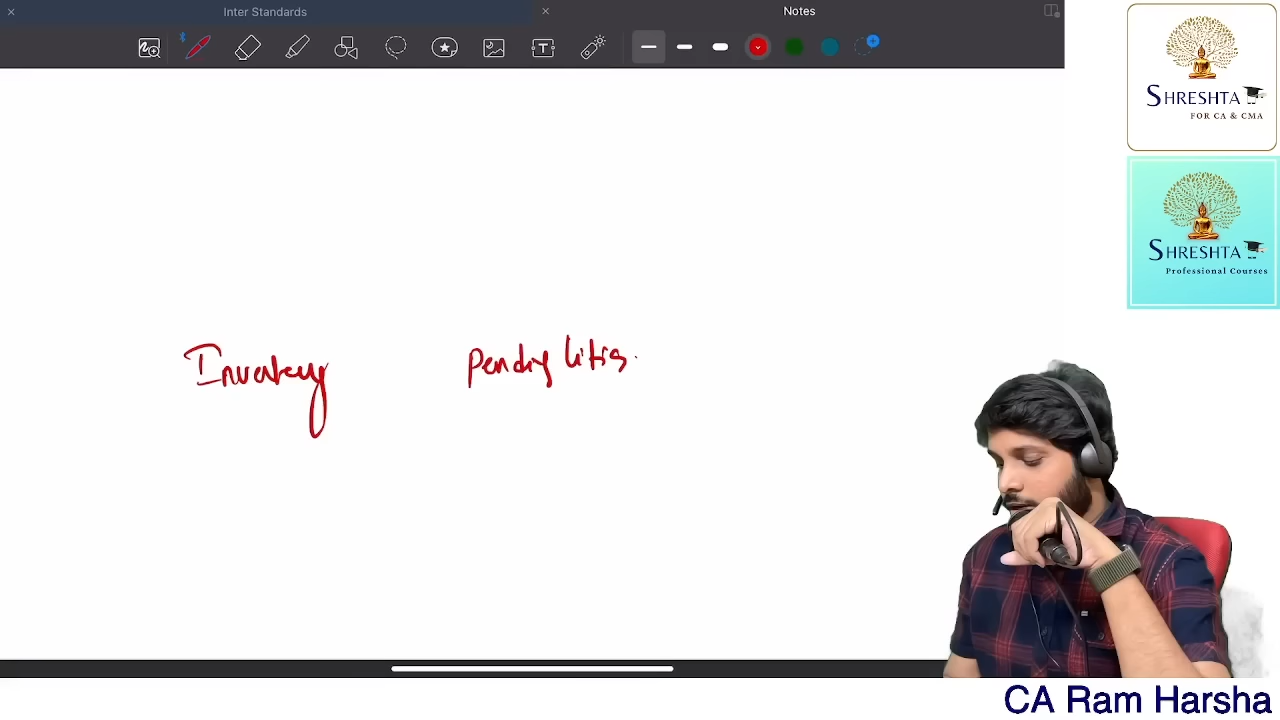 Inter Standards
Notes
SHRESHTA
FOR CA & CMA
SHRESHTA
Professional Courses
Inventory
Pending Litig.
CA Ram Harsha